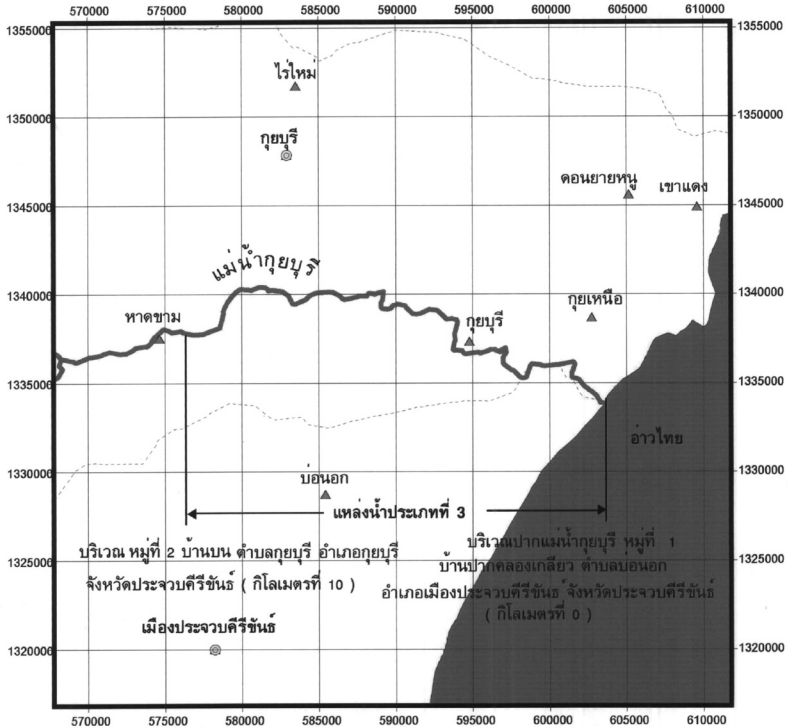 570000 575000 580000 585000 590000 595000 600000 605000 610000
1355000 1355000
ไร่ใหม่
1350000 1350000
กุยบุรี
ดอนยายหนู
เขาแดง
1345000 1345000
แม่น้ำกุยบุรี
1340000 1340000
หาดขาม
กุยบุรี
กุยเหนือ
1335000 1335000
อ่าวไทย
1330000 1330000
บ่อนอก
แหล่งน้ำประเภทที่ 3
บริเวณ หมู่ที่ 2 บ้านบน ตำบลกุยบุรี อำเภอกุยบุรี
จังหวัดประจวบคีรีขันธ์ ( กิโลเมตรที่ 10 )
บริเวณปากแม่น้ำกุยบุรี หมู่ที่ 1
บ้านปากคลองเกลียว ตำบลบ่อนอก
อำเภอเมืองประจวบคีรีขันธ์ จังหวัดประจวบคีรีขันธ์
( กิโลเมตรที่ 0 )
1325000 1325000
เมืองประจวบคีรีขันธ์
1320000 1320000
570000 575000 580000 585000 590000 595000 600000 605000 610000